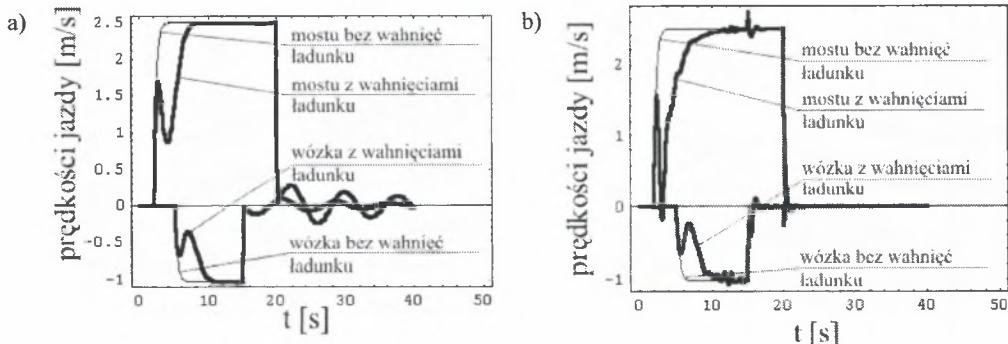 a)
prędkości jazdy [m/s]
2.5
2
1.5
1
0.5
0
-0.5
-1
mostu bez wahnięć
ładunku
mostu z wahnięciami
ładunku
wózka z wahnięciami
ładunku
wózka bez wahnięć
ładunku
0 10 20 30 40 50
t [s]
b)
prędkości jazdy [m/s]
2
1
0
-1
mostu bez wahnięć
ładunku
mostu z wahnięciami
ładunku
wózka z wahnięciami
ładunku
wózka bez wahnięć
ładunku
0 10 20 30 40 50
t [s]